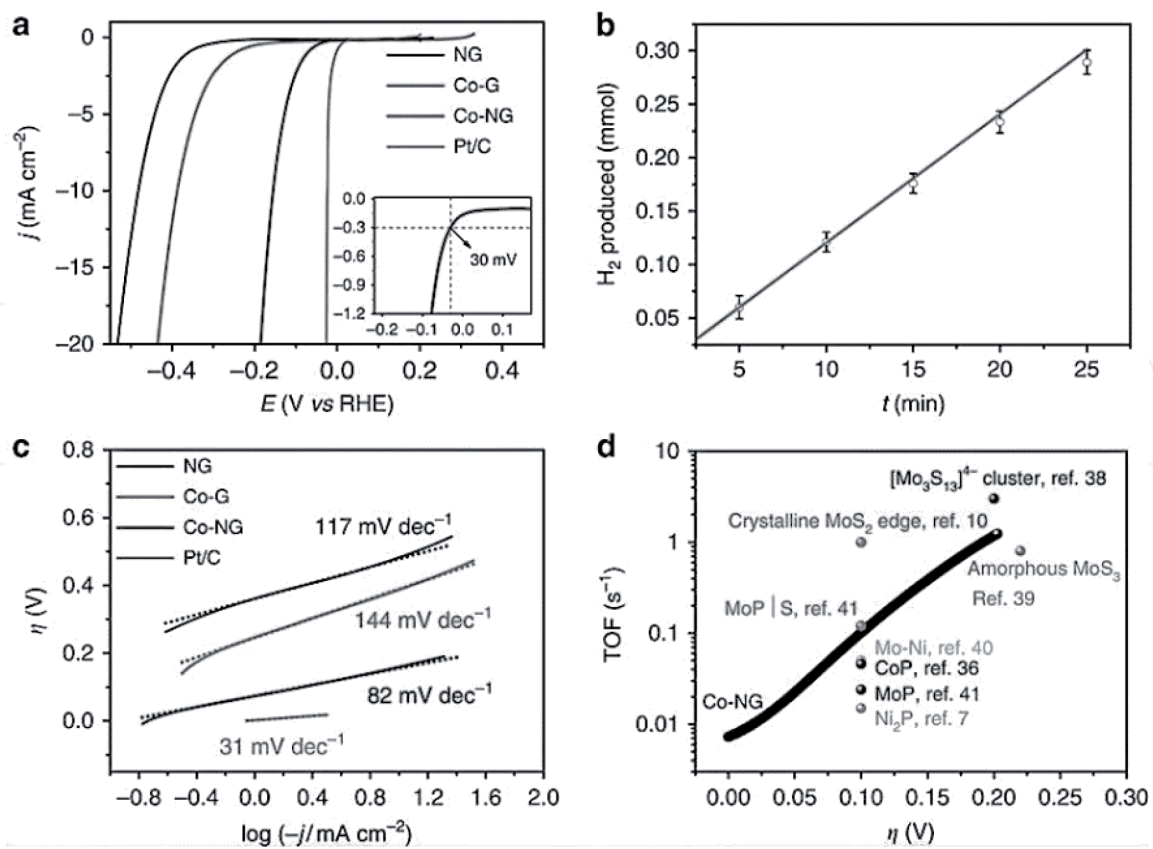 a
0
−5
−10
−15
−20
j (mA cm−2)
−0.4 −0.2 0.0 0.2 0.4
E (V vs RHE)
NG
Co-G
Co-NG
Pt/C
0.0
−0.3
−0.6
−0.9
−1.2
−0.2 −0.1 0.0 0.1
30 mV
b
0.30
0.25
0.20
0.15
0.10
0.05
H2 produced (mmol)
5 10 15 20 25
t (min)
c
0.8
0.6
0.4
0.2
0.0
η (V)
NG
Co-G
Co-NG
Pt/C
117 mV dec−1
144 mV dec−1
82 mV dec−1
31 mV dec−1
−0.8 −0.4 0.0 0.4 0.8 1.2 1.6 2.0
log (−j/mA cm−2)
d
10
1
0.1
0.01
TOF (s−1)
[Mo3S13]4− cluster, ref. 38
Crystalline MoS2 edge, ref. 10
Amorphous MoS3
Ref. 39
MoP | S, ref. 41
Mo-Ni, ref. 40
CoP, ref. 36
MoP, ref. 41
Ni2P, ref. 7
Co-NG
0.00 0.05 0.10 0.15 0.20 0.25 0.30
η (V)